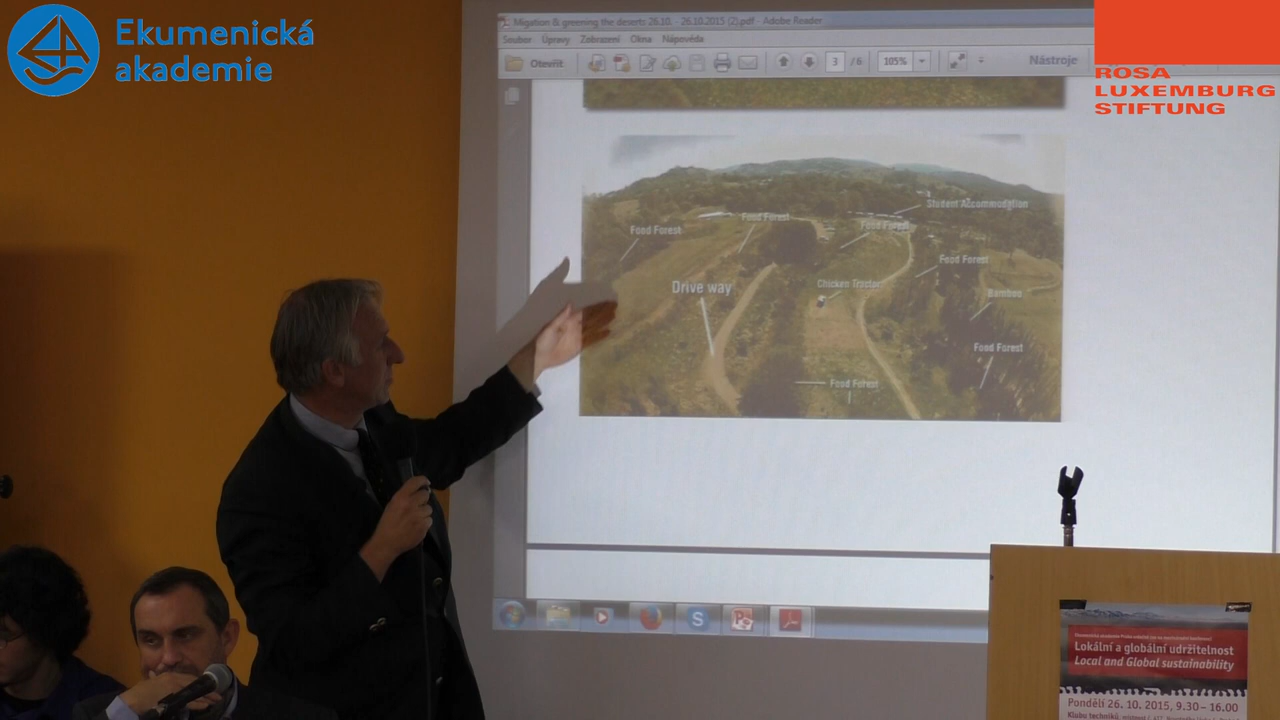 Ekumenická
akademie
ROSA
LUXEMBURG
STIFTUNG
Migation & greening the deserts 26.10. - 26.10.2015 (2).pdf - Adobe Reader
Soubor Úpravy Zobrazení Okna Nápověda
Otevřít 3 / 6 105% Nástroje
Student Accommodation
Food Forest
Food Forest
Food Forest
Food Forest
Drive way
Chicken Tractor
Bamboo
Food Forest
Food Forest
Lokální a globální udržitelnost
Local and Global sustainability
Pondělí 26. 10. 2015, 9.30 - 16.00
Klubu techniků